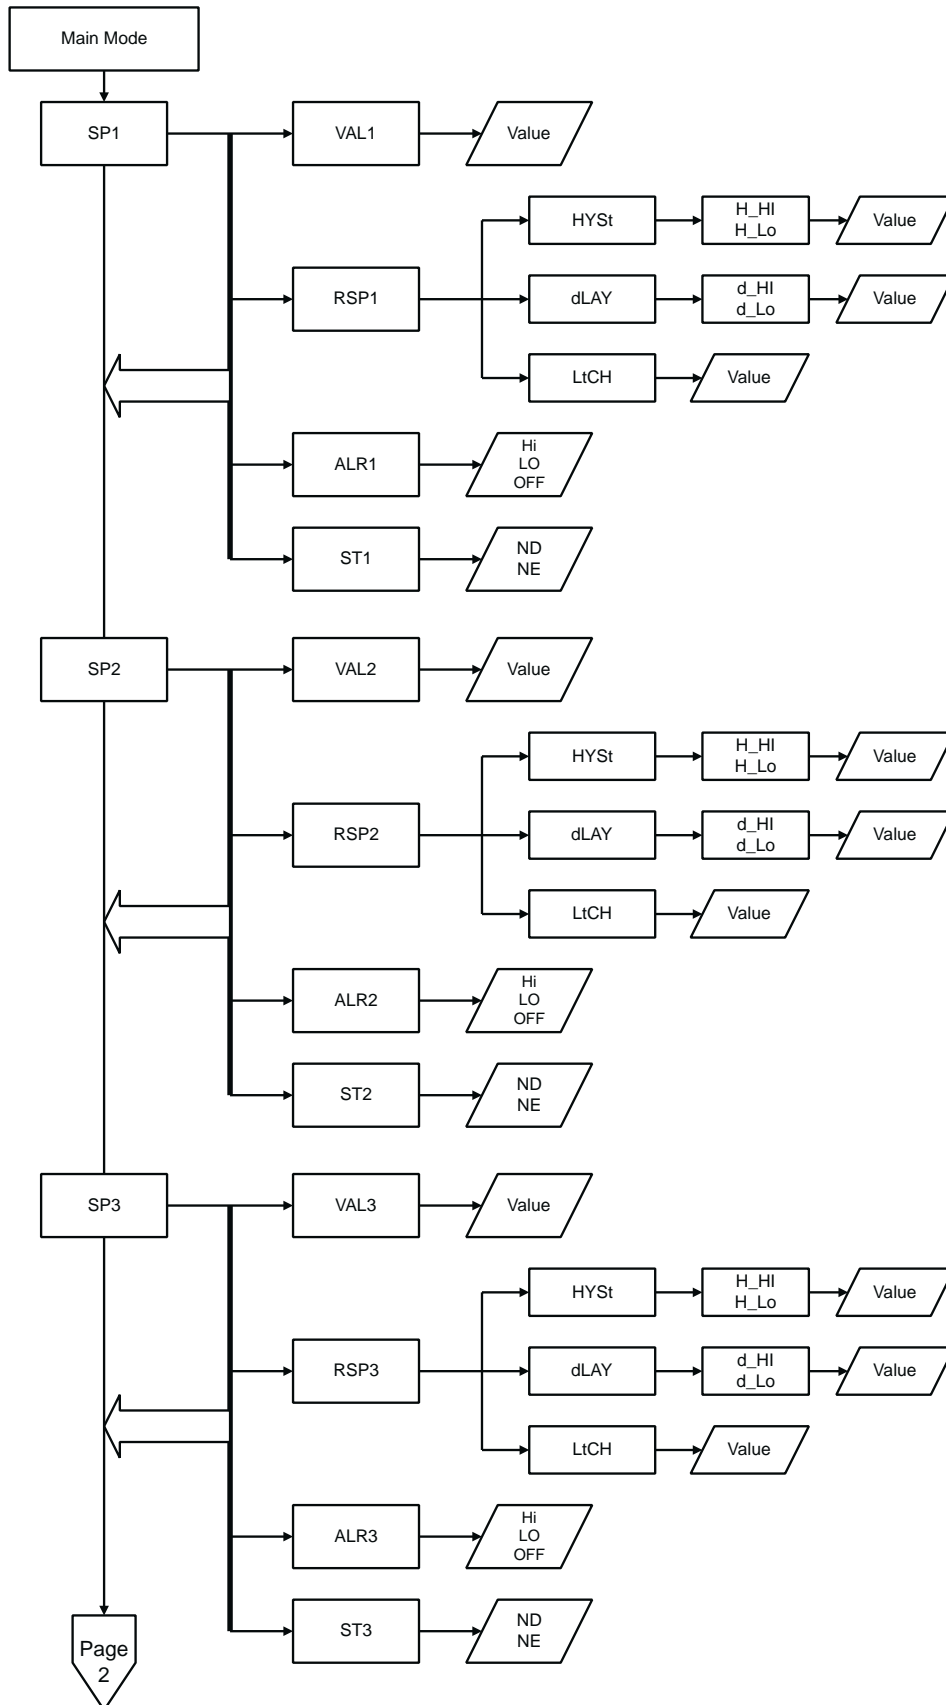 Main Mode
SP1
VAL1
Value
HYSt
H_HI
H_Lo
Value
RSP1
dLAY
d_HI
d_Lo
Value
LtCH
Value
ALR1
Hi
LO
OFF
ST1
ND
NE
SP2
VAL2
Value
HYSt
H_HI
H_Lo
Value
RSP2
dLAY
d_HI
d_Lo
Value
LtCH
Value
ALR2
Hi
LO
OFF
ST2
ND
NE
SP3
VAL3
Value
HYSt
H_HI
H_Lo
Value
RSP3
dLAY
d_HI
d_Lo
Value
LtCH
Value
ALR3
Hi
LO
OFF
ST3
ND
NE
Page
2